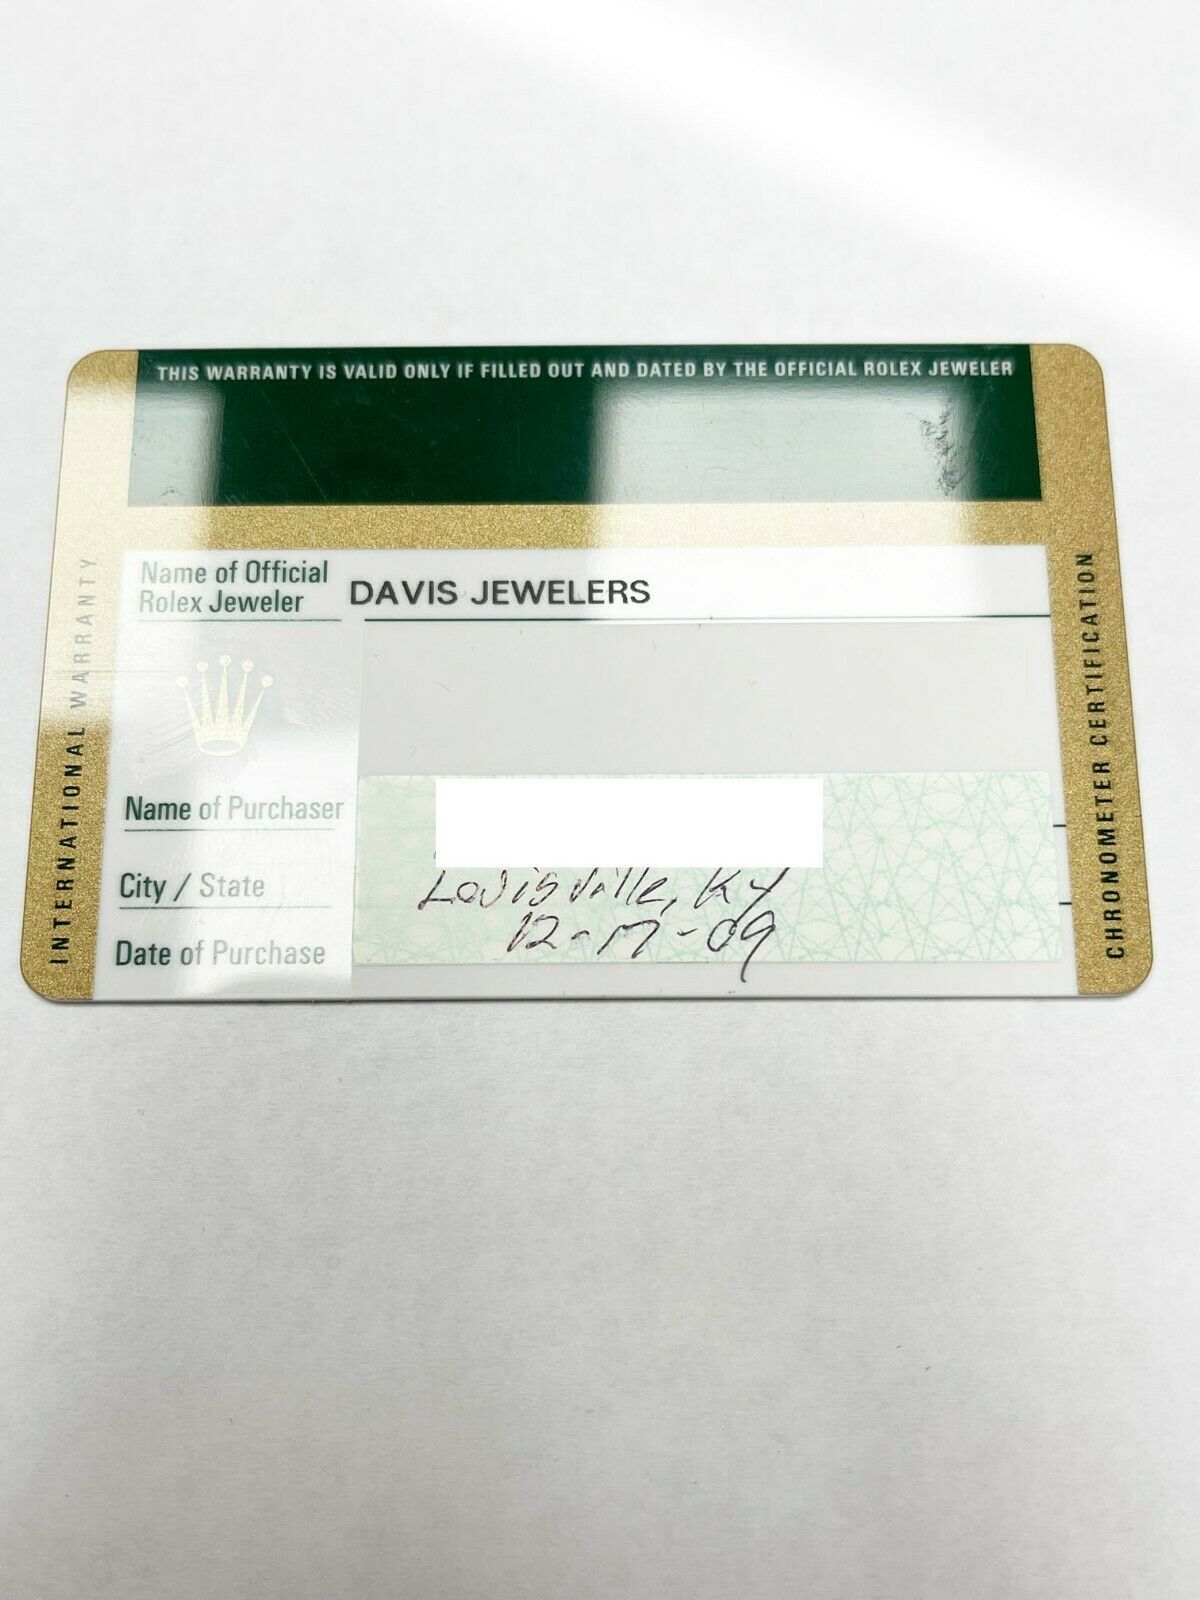 THIS WARRANTY IS VALID ONLY IF FILLED OUT AND DATED BY THE OFFICIAL ROLEX JEWELER
INTERNATIONAL WARRANTY
Name of Official
Rolex Jeweler
DAVIS JEWELERS
Name of Purchaser
City / State
Louisville, KY
Date of Purchase
12-17-09
CHRONOMETER CERTIFICATION